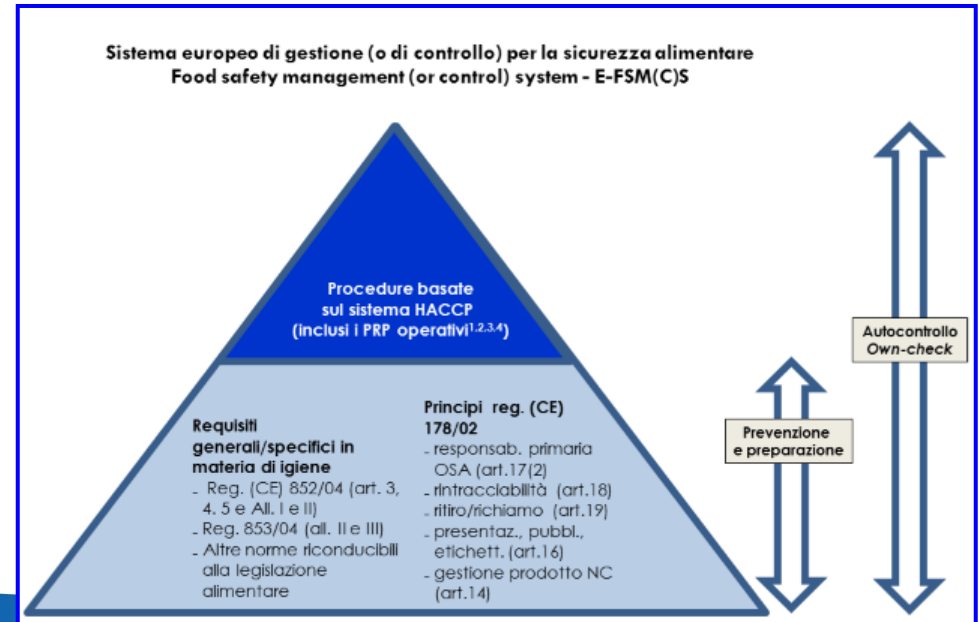 Sistema europeo di gestione (o di controllo) per la sicurezza alimentare
Food safety management (or control) system - E-FSM(C)S
Procedure basate
sul sistema HACCP
(inclusi i PRP operativi1,2,3,4)
Requisiti
generali/specifici in
materia di igiene
- Reg. (CE) 852/04 (art. 3,
4, 5 e All. I e II)
- Reg. 853/04 (all. II e III)
- Altre norme riconducibili
alla legislazione
alimentare
Principi reg. (CE)
178/02
- responsab. primaria
OSA (art.17(2)
- rintracciabilità (art.18)
- ritiro/richiamo (art.19)
- presentaz., pubbl.,
etichett. (art.16)
- gestione prodotto NC
(art.14)
Prevenzione
e preparazione
Autocontrollo
Own-check